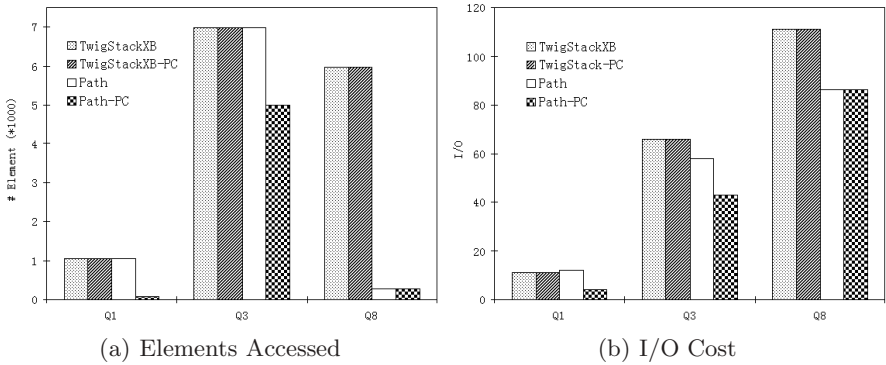 7
6
5
4
3
2
1
0
# Element (*1000)
TwigStackXB
TwigStackXB-PC
Path
Path-PC
Q1
Q3
Q8
(a) Elements Accessed
120
100
80
60
40
20
0
I/O
TwigStackXB
TwigStack-PC
Path
Path-PC
Q1
Q3
Q8
(b) I/O Cost